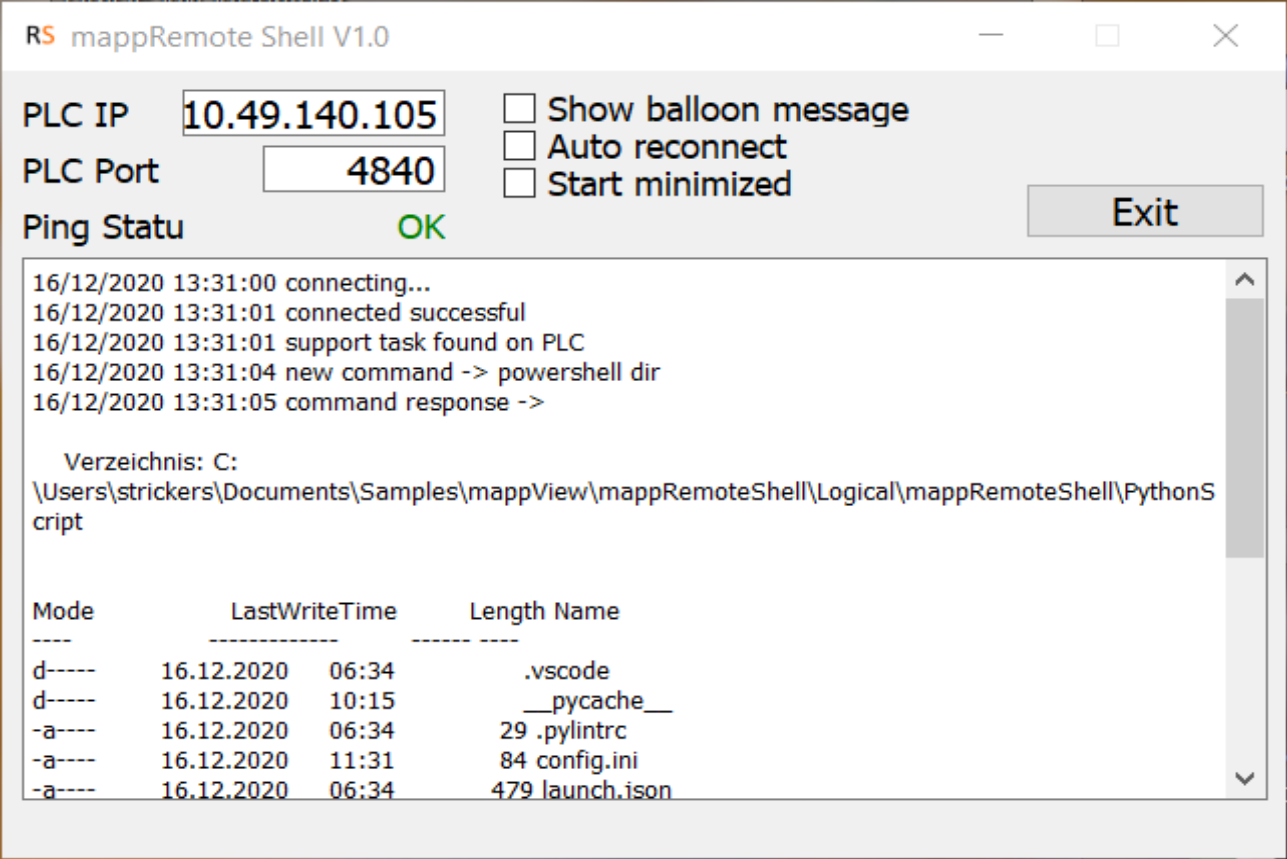 RS mappRemote Shell V1.0
PLC IP 10.49.140.105
PLC Port 4840
Ping Statu OK
Show balloon message
Auto reconnect
Start minimized
Exit
16/12/2020 13:31:00 connecting...
16/12/2020 13:31:01 connected successful
16/12/2020 13:31:01 support task found on PLC
16/12/2020 13:31:04 new command -> powershell dir
16/12/2020 13:31:05 command response ->
Verzeichnis: C:
\Users\strickers\Documents\Samples\mappView\mappRemoteShell\Logical\mappRemoteShell\PythonS
cript
Mode LastWriteTime Length Name
---- ------------- ------ ----
d----- 16.12.2020 06:34 .vscode
d----- 16.12.2020 10:15 __pycache__
-a---- 16.12.2020 06:34 29 .pylintrc
-a---- 16.12.2020 11:31 84 config.ini
-a---- 16.12.2020 06:34 479 launch.json